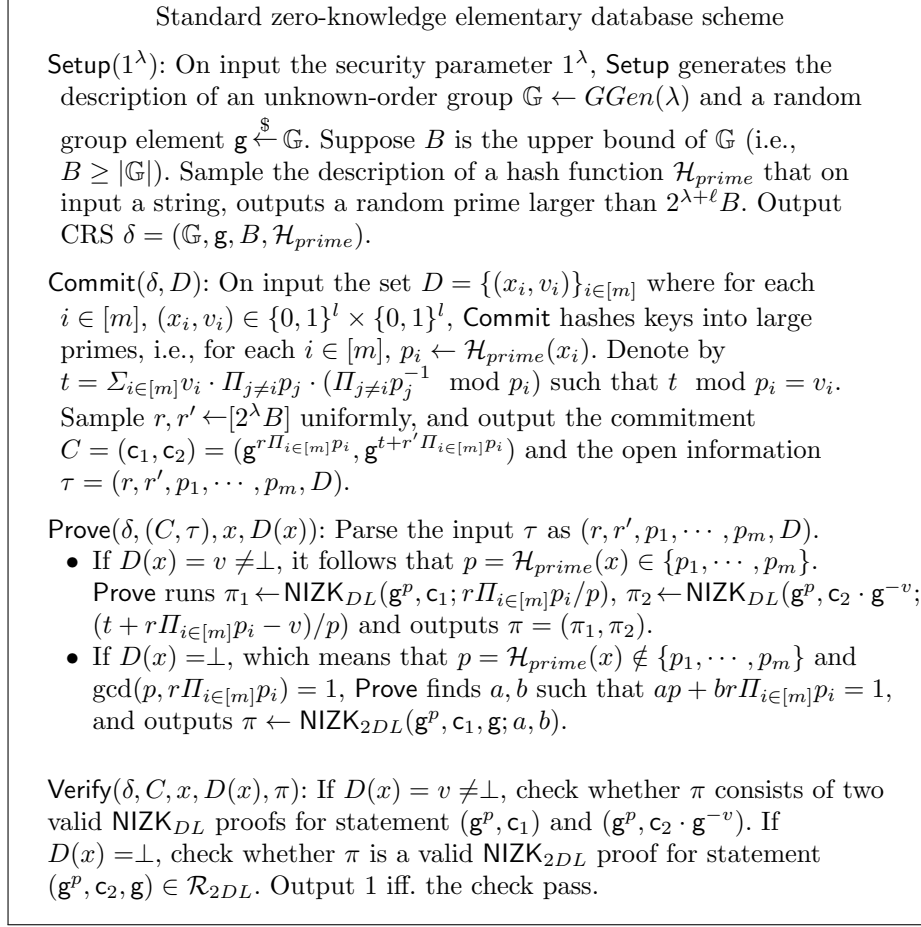 Standard zero-knowledge elementary database scheme
Setup(1^λ): On input the security parameter 1^λ, Setup generates the
description of an unknown-order group 𝔾 ← GGen(λ) and a random
group element g ←$ 𝔾. Suppose B is the upper bound of 𝔾 (i.e.,
B ≥ |𝔾|). Sample the description of a hash function H_prime that on
input a string, outputs a random prime larger than 2^{λ+ℓ}B. Output
CRS δ = (𝔾, g, B, H_prime).
Commit(δ, D): On input the set D = {(x_i, v_i)}_{i∈[m]} where for each
i ∈ [m], (x_i, v_i) ∈ {0, 1}^l × {0, 1}^l, Commit hashes keys into large
primes, i.e., for each i ∈ [m], p_i ← H_prime(x_i). Denote by
t = Σ_{i∈[m]} v_i · Π_{j≠i} p_j · (Π_{j≠i} p_j^{-1} mod p_i) such that t mod p_i = v_i.
Sample r, r′ ←[2^λ B] uniformly, and output the commitment
C = (c_1, c_2) = (g^{rΠ_{i∈[m]} p_i}, g^{t+r′Π_{i∈[m]} p_i}) and the open information
τ = (r, r′, p_1, · · · , p_m, D).
Prove(δ, (C, τ), x, D(x)): Parse the input τ as (r, r′, p_1, · · · , p_m, D).
• If D(x) = v ≠⊥, it follows that p = H_prime(x) ∈ {p_1, · · · , p_m}.
Prove runs π_1 ←NIZK_DL(g^p, c_1; rΠ_{i∈[m]} p_i/p), π_2 ←NIZK_DL(g^p, c_2 · g^{-v};
(t + rΠ_{i∈[m]} p_i − v)/p) and outputs π = (π_1, π_2).
• If D(x) =⊥, which means that p = H_prime(x) ∉ {p_1, · · · , p_m} and
gcd(p, rΠ_{i∈[m]} p_i) = 1, Prove finds a, b such that ap + brΠ_{i∈[m]} p_i = 1,
and outputs π ← NIZK_2DL(g^p, c_1, g; a, b).
Verify(δ, C, x, D(x), π): If D(x) = v ≠⊥, check whether π consists of two
valid NIZK_DL proofs for statement (g^p, c_1) and (g^p, c_2 · g^{-v}). If
D(x) =⊥, check whether π is a valid NIZK_2DL proof for statement
(g^p, c_2, g) ∈ R_2DL. Output 1 iff. the check pass.